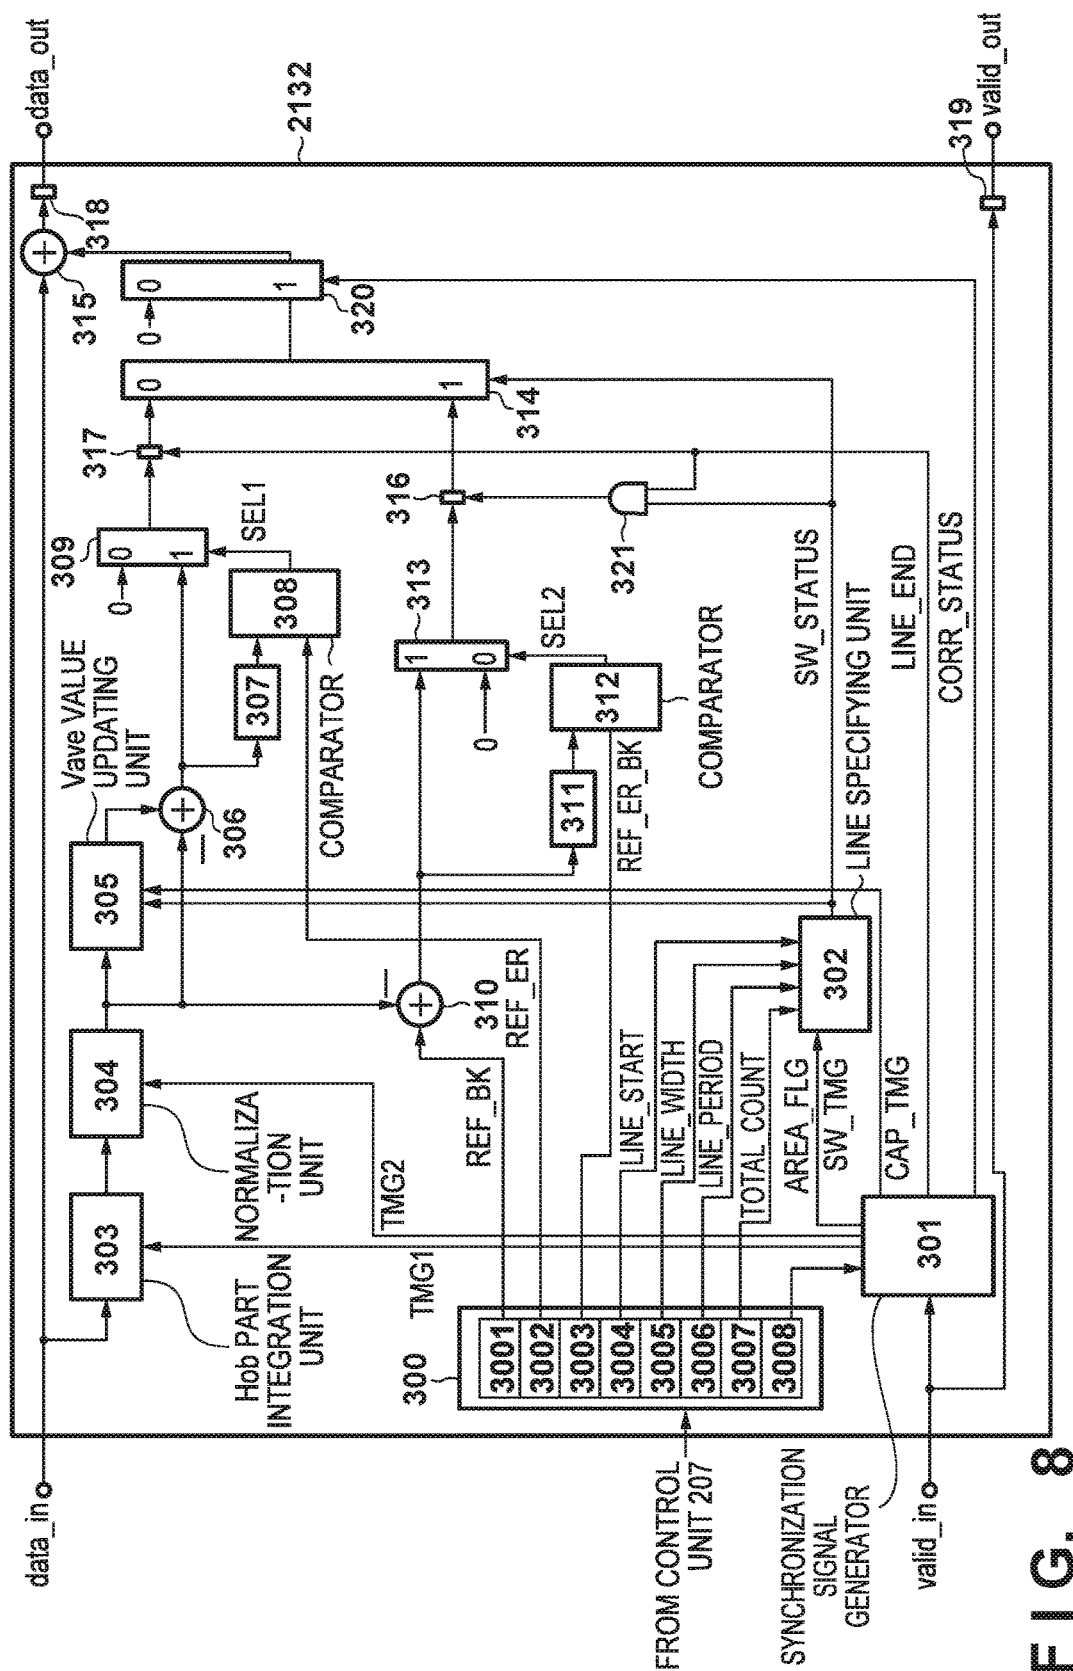 data_in
data_out
2132
315
318
303
304
305
Vave VALUE
UPDATING
UNIT
306
309
0
0
1
317
0
1
314
0
0
1
320
SEL1
307
308
COMPARATOR
Hob PART
INTEGRATION
UNIT
NORMALIZA
-TION
UNIT
TMG1
TMG2
310
313
1
0
0
316
SEL2
311
312
COMPARATOR
321
REF_BK
REF_ER
REF_ER_BK
300
3001
3002
3003
3004
3005
3006
3007
3008
FROM CONTROL
UNIT 207
LINE_START
LINE_WIDTH
LINE_PERIOD
TOTAL COUNT
AREA_FLG
SW_TMG
CAP_TMG
302
LINE SPECIFYING UNIT
SW_STATUS
LINE_END
CORR_STATUS
301
SYNCHRONIZATION
SIGNAL
GENERATOR
valid_in
319
valid_out
FIG. 8